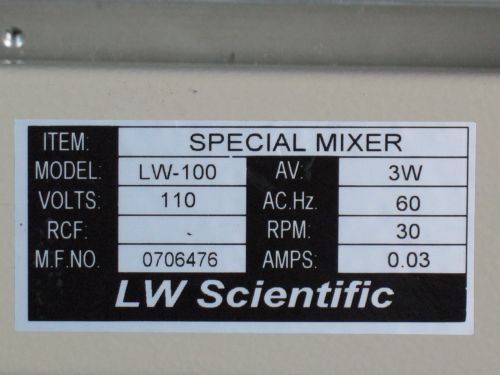 ITEM: SPECIAL MIXER
MODEL: LW-100 AV: 3W
VOLTS: 110 AC.Hz. 60
RCF: - RPM: 30
M.F.NO. 0706476 AMPS: 0.03
LW Scientific